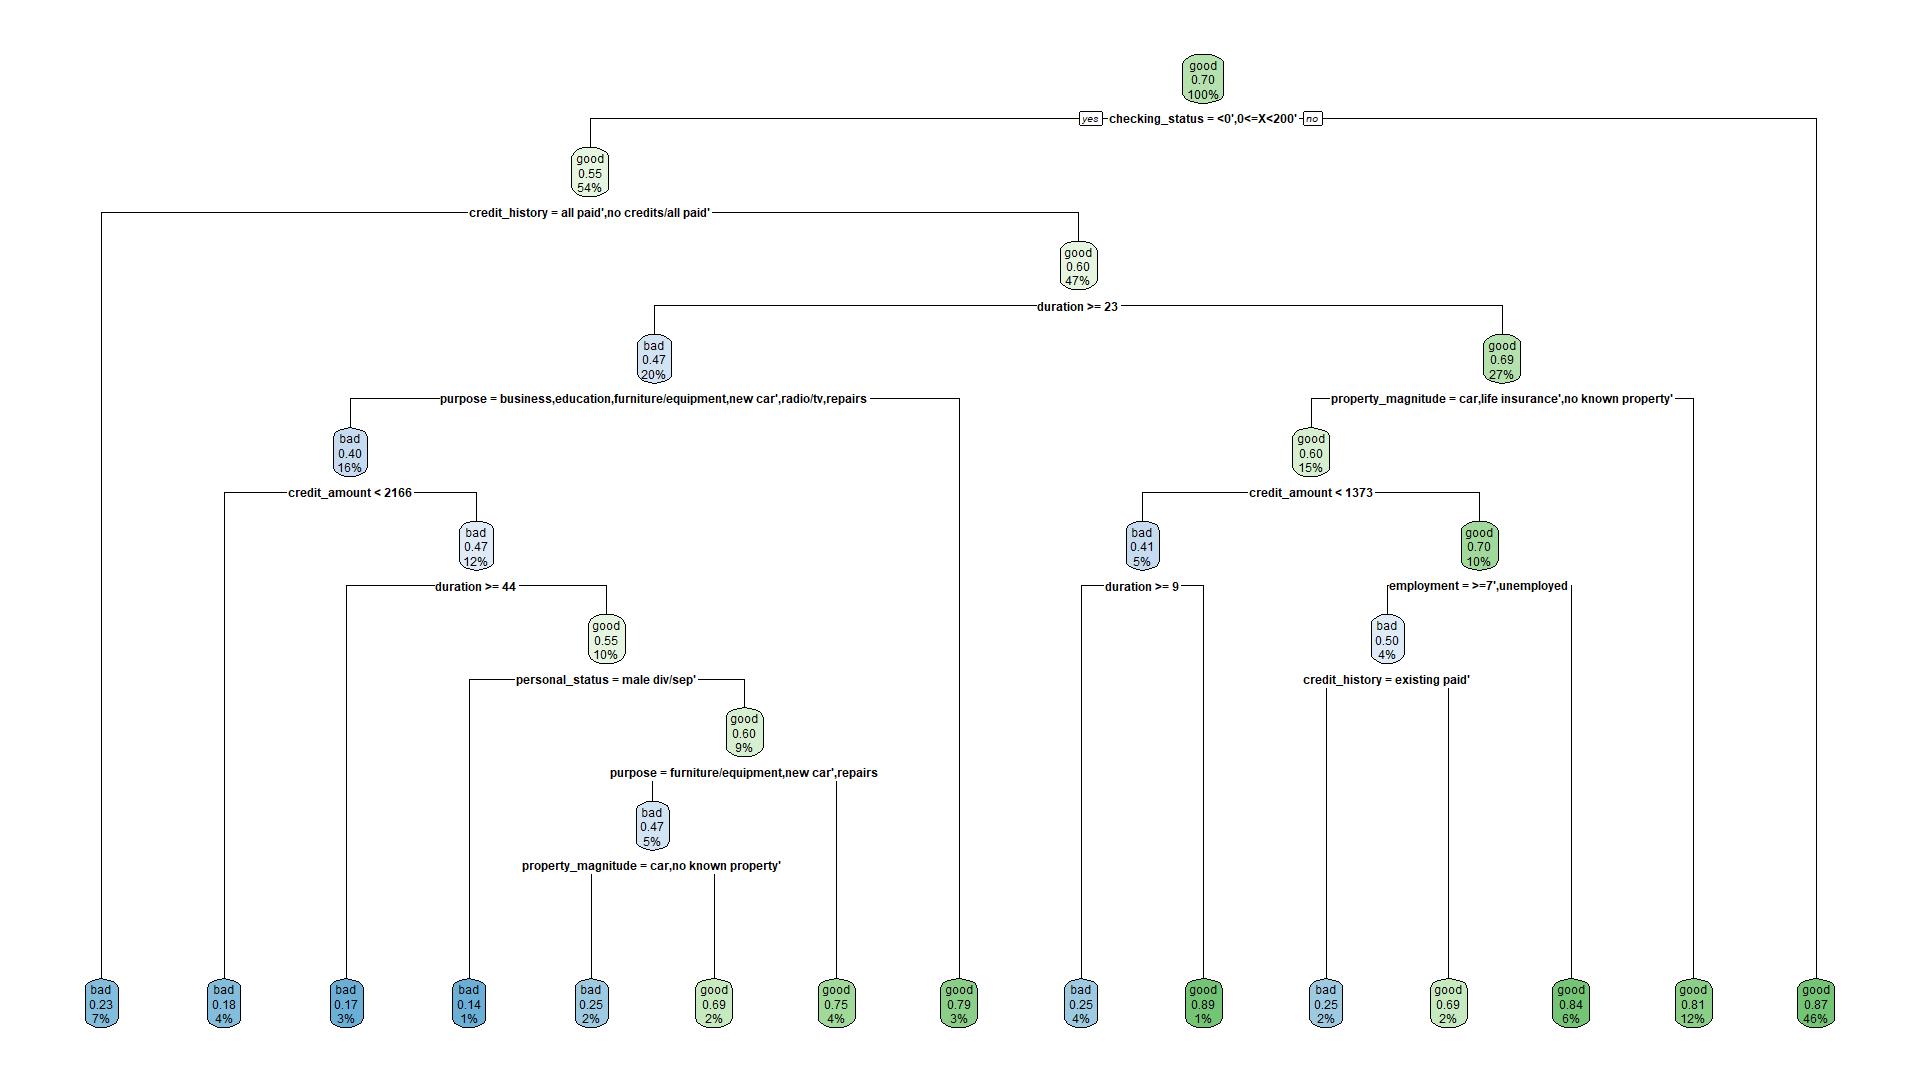 good
0.70
100%
yes checking_status = <0',0<=X<200' no
good
0.55
54%
credit_history = all paid',no credits/all paid'
good
0.60
47%
duration >= 23
bad
0.47
20%
good
0.69
27%
purpose = business,education,furniture/equipment,new car',radio/tv,repairs
property_magnitude = car,life insurance',no known property'
bad
0.40
16%
good
0.60
15%
credit_amount < 2166
credit_amount < 1373
bad
0.47
12%
bad
0.41
5%
good
0.70
10%
duration >= 44
duration >= 9
employment = >=7',unemployed
good
0.55
10%
bad
0.50
4%
personal_status = male div/sep'
credit_history = existing paid'
good
0.60
9%
purpose = furniture/equipment,new car',repairs
bad
0.47
5%
property_magnitude = car,no known property'
bad
0.23
7%
bad
0.18
4%
bad
0.17
3%
bad
0.14
1%
bad
0.25
2%
good
0.69
2%
good
0.75
4%
good
0.79
3%
bad
0.25
4%
good
0.89
1%
bad
0.25
2%
good
0.69
2%
good
0.84
6%
good
0.81
12%
good
0.87
46%